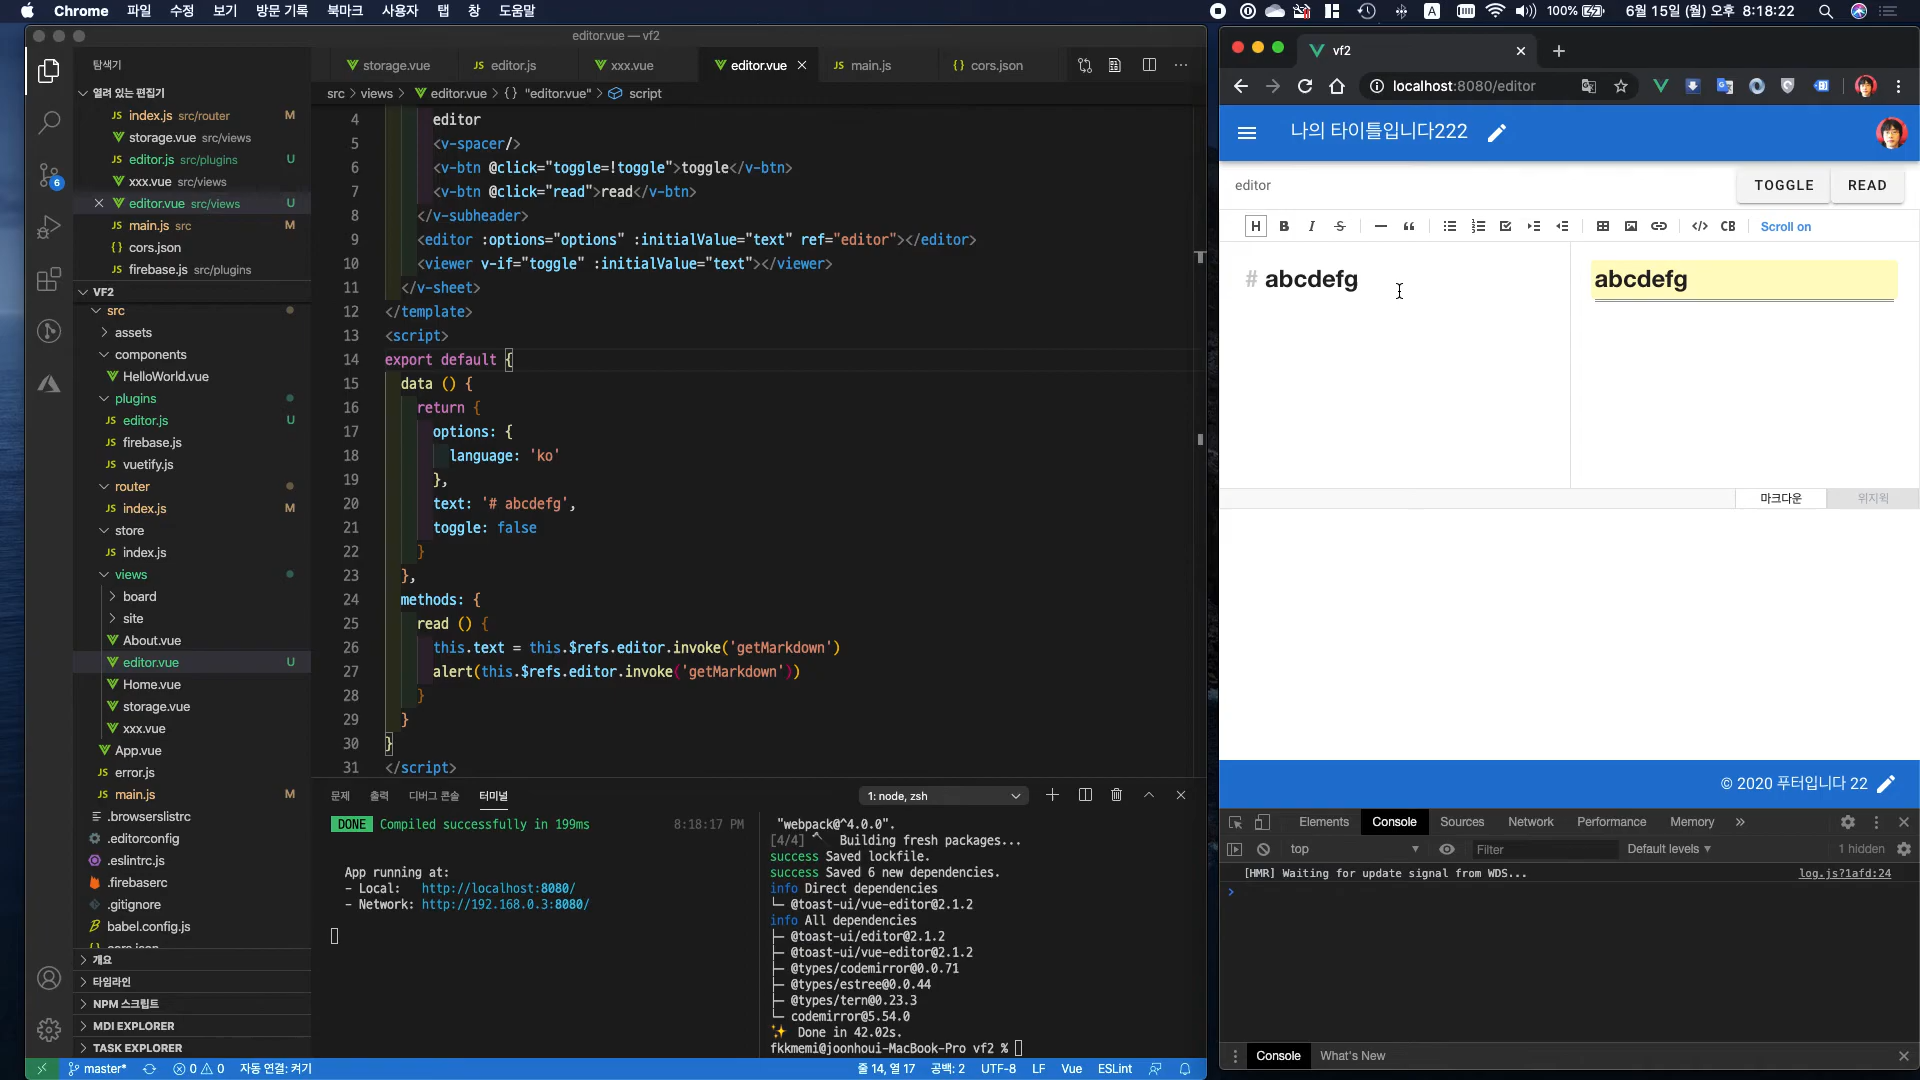 Chrome 파일 수정 보기 방문 기록 북마크 사용자 탭 창 도움말
A 100% 6월 15일 (월) 오후 8:18:22
editor.vue — vf2
탐색기
열려 있는 편집기
JS index.js src/router M
storage.vue src/views
JS editor.js src/plugins U
xxx.vue src/views
editor.vue src/views U
JS main.js src M
{} cors.json
JS firebase.js src/plugins
VF2
src
assets
components
HelloWorld.vue
plugins
JS editor.js U
JS firebase.js
JS vuetify.js
router
JS index.js M
store
JS index.js
views
board
site
About.vue
editor.vue U
Home.vue
storage.vue
xxx.vue
App.vue
JS error.js
JS main.js M
.browserslistrc
.editorconfig
.eslintrc.js
.firebaserc
.gitignore
babel.config.js
{} cors.json
개요
타임라인
NPM 스크립트
MDI EXPLORER
TASK EXPLORER
6
storage.vue JS editor.js xxx.vue editor.vue JS main.js {} cors.json
src > views > editor.vue > {} "editor.vue" > script
4 editor
5 <v-spacer/>
6 <v-btn @click="toggle=!toggle">toggle</v-btn>
7 <v-btn @click="read">read</v-btn>
8 </v-subheader>
9 <editor :options="options" :initialValue="text" ref="editor"></editor>
10 <viewer v-if="toggle" :initialValue="text"></viewer>
11 </v-sheet>
12 </template>
13 <script>
14 export default {
15 data () {
16 return {
17 options: {
18 language: 'ko'
19 },
20 text: '# abcdefg',
21 toggle: false
22 }
23 },
24 methods: {
25 read () {
26 this.text = this.$refs.editor.invoke('getMarkdown')
27 alert(this.$refs.editor.invoke('getMarkdown'))
28 }
29 }
30 }
31 </script>
문제 출력 디버그 콘솔 터미널 1: node, zsh
DONE Compiled successfully in 199ms 8:18:17 PM
App running at:
- Local: http://localhost:8080/
- Network: http://192.168.0.3:8080/
"webpack@^4.0.0".
[4/4] Building fresh packages...
success Saved lockfile.
success Saved 6 new dependencies.
info Direct dependencies
└─ @toast-ui/vue-editor@2.1.2
info All dependencies
├─ @toast-ui/editor@2.1.2
├─ @toast-ui/vue-editor@2.1.2
├─ @types/codemirror@0.0.71
├─ @types/estree@0.0.44
├─ @types/tern@0.23.3
└─ codemirror@5.54.0
✨ Done in 42.02s.
fkkmemi@joonhoui-MacBook-Pro vf2 %
master* 0 0 자동 연결: 켜기 줄 14, 열 17 공백: 2 UTF-8 LF Vue ESLint
vf2
localhost:8080/editor
나의 타이틀입니다222
editor TOGGLE READ
H B I S CB Scroll on
# abcdefg
abcdefg
마크다운 위지윅
© 2020 푸터입니다 22
Elements Console Sources Network Performance Memory
top Filter Default levels 1 hidden
[HMR] Waiting for update signal from WDS... log.js?1afd:24
Console What's New